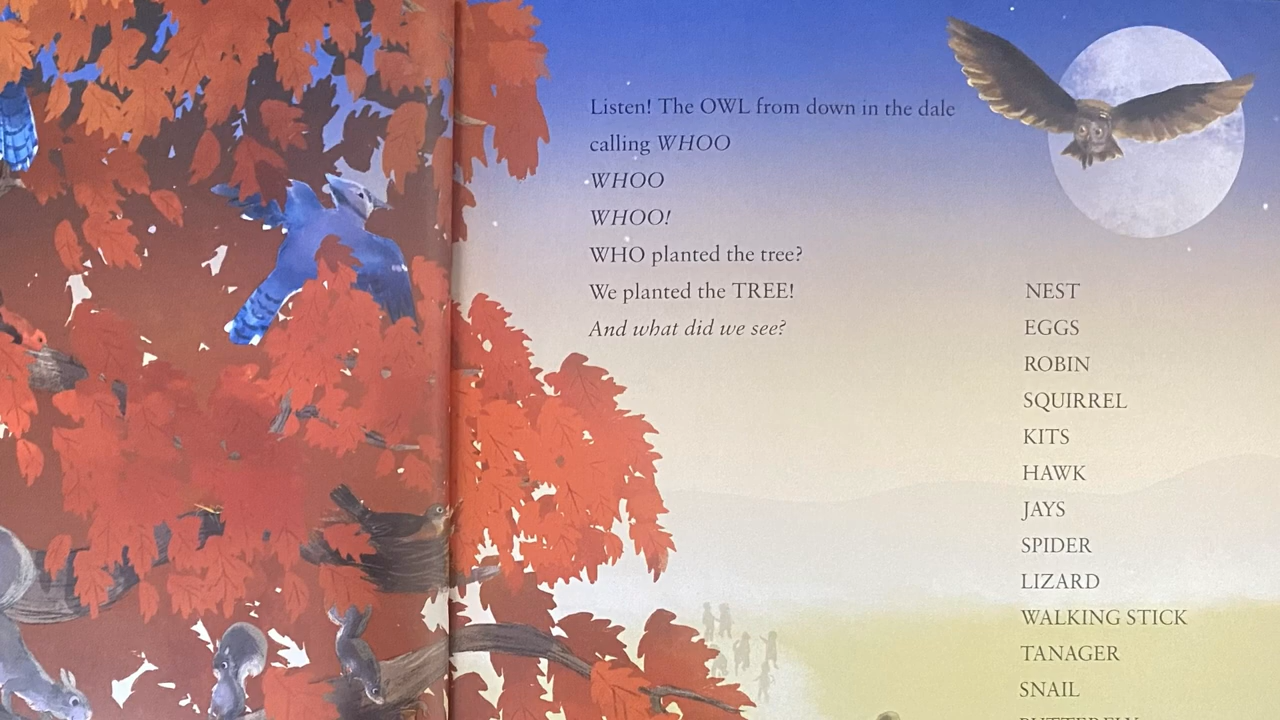 Listen! The OWL from down in the dale
calling WHOO
WHOO
WHOO!
WHO planted the tree?
We planted the TREE!
And what did we see?
NEST
EGGS
ROBIN
SQUIRREL
KITS
HAWK
JAYS
SPIDER
LIZARD
WALKING STICK
TANAGER
SNAIL